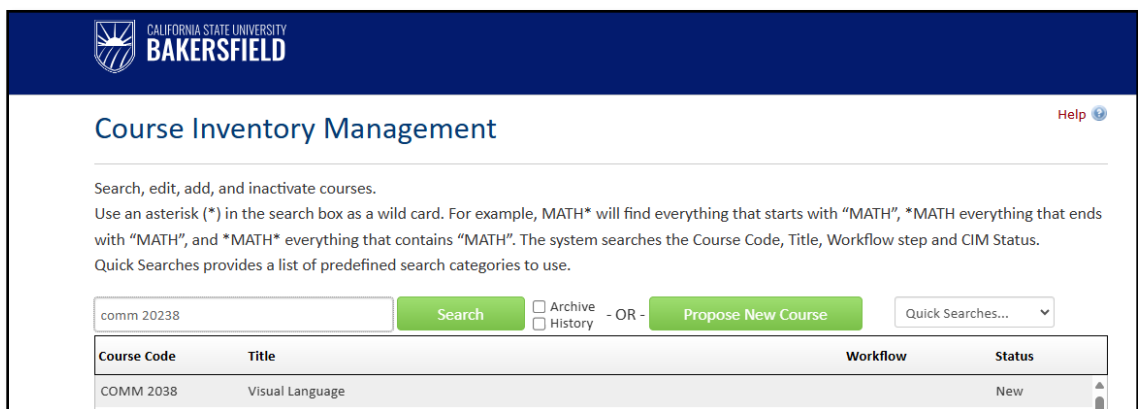 CALIFORNIA STATE UNIVERSITY
BAKERSFIELD
Help
Course Inventory Management
Search, edit, add, and inactivate courses.
Use an asterisk (*) in the search box as a wild card. For example, MATH* will find everything that starts with “MATH”, *MATH everything that ends
with “MATH”, and *MATH* everything that contains “MATH”. The system searches the Course Code, Title, Workflow step and CIM Status.
Quick Searches provides a list of predefined search categories to use.
comm 20238 Search Archive History - OR - Propose New Course Quick Searches...
Course Code Title Workflow Status
COMM 2038 Visual Language New